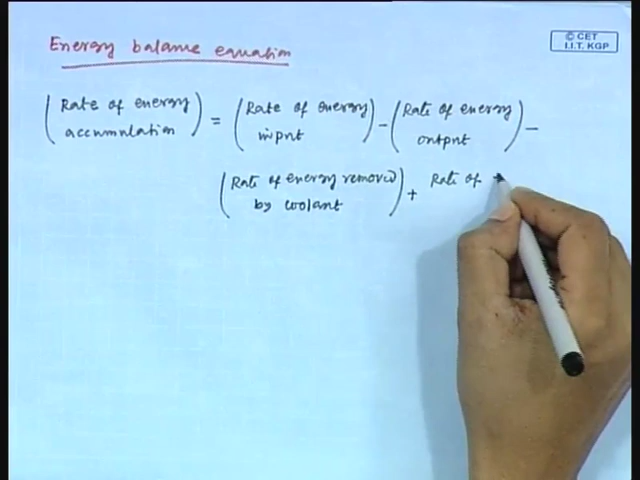 Energy balance equation
© CET
I.I.T. KGP
(Rate of energy accumulation) = (Rate of energy input) - (Rate of energy output) -
(Rate of energy removed by coolant) + Rate of